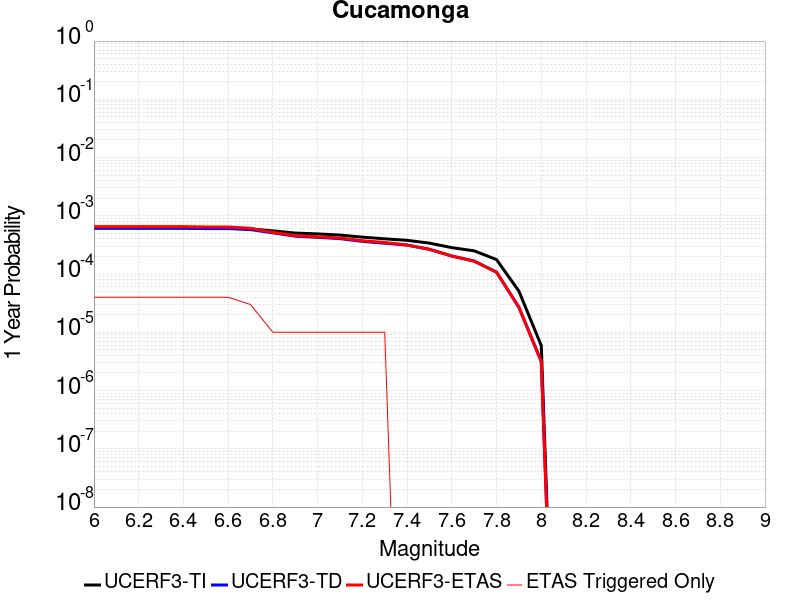 Cucamonga
10^0
10^-1
10^-2
10^-3
10^-4
10^-5
10^-6
10^-7
10^-8
1 Year Probability
6 6.2 6.4 6.6 6.8 7 7.2 7.4 7.6 7.8 8 8.2 8.4 8.6 8.8 9
Magnitude
UCERF3-TI UCERF3-TD UCERF3-ETAS ETAS Triggered Only